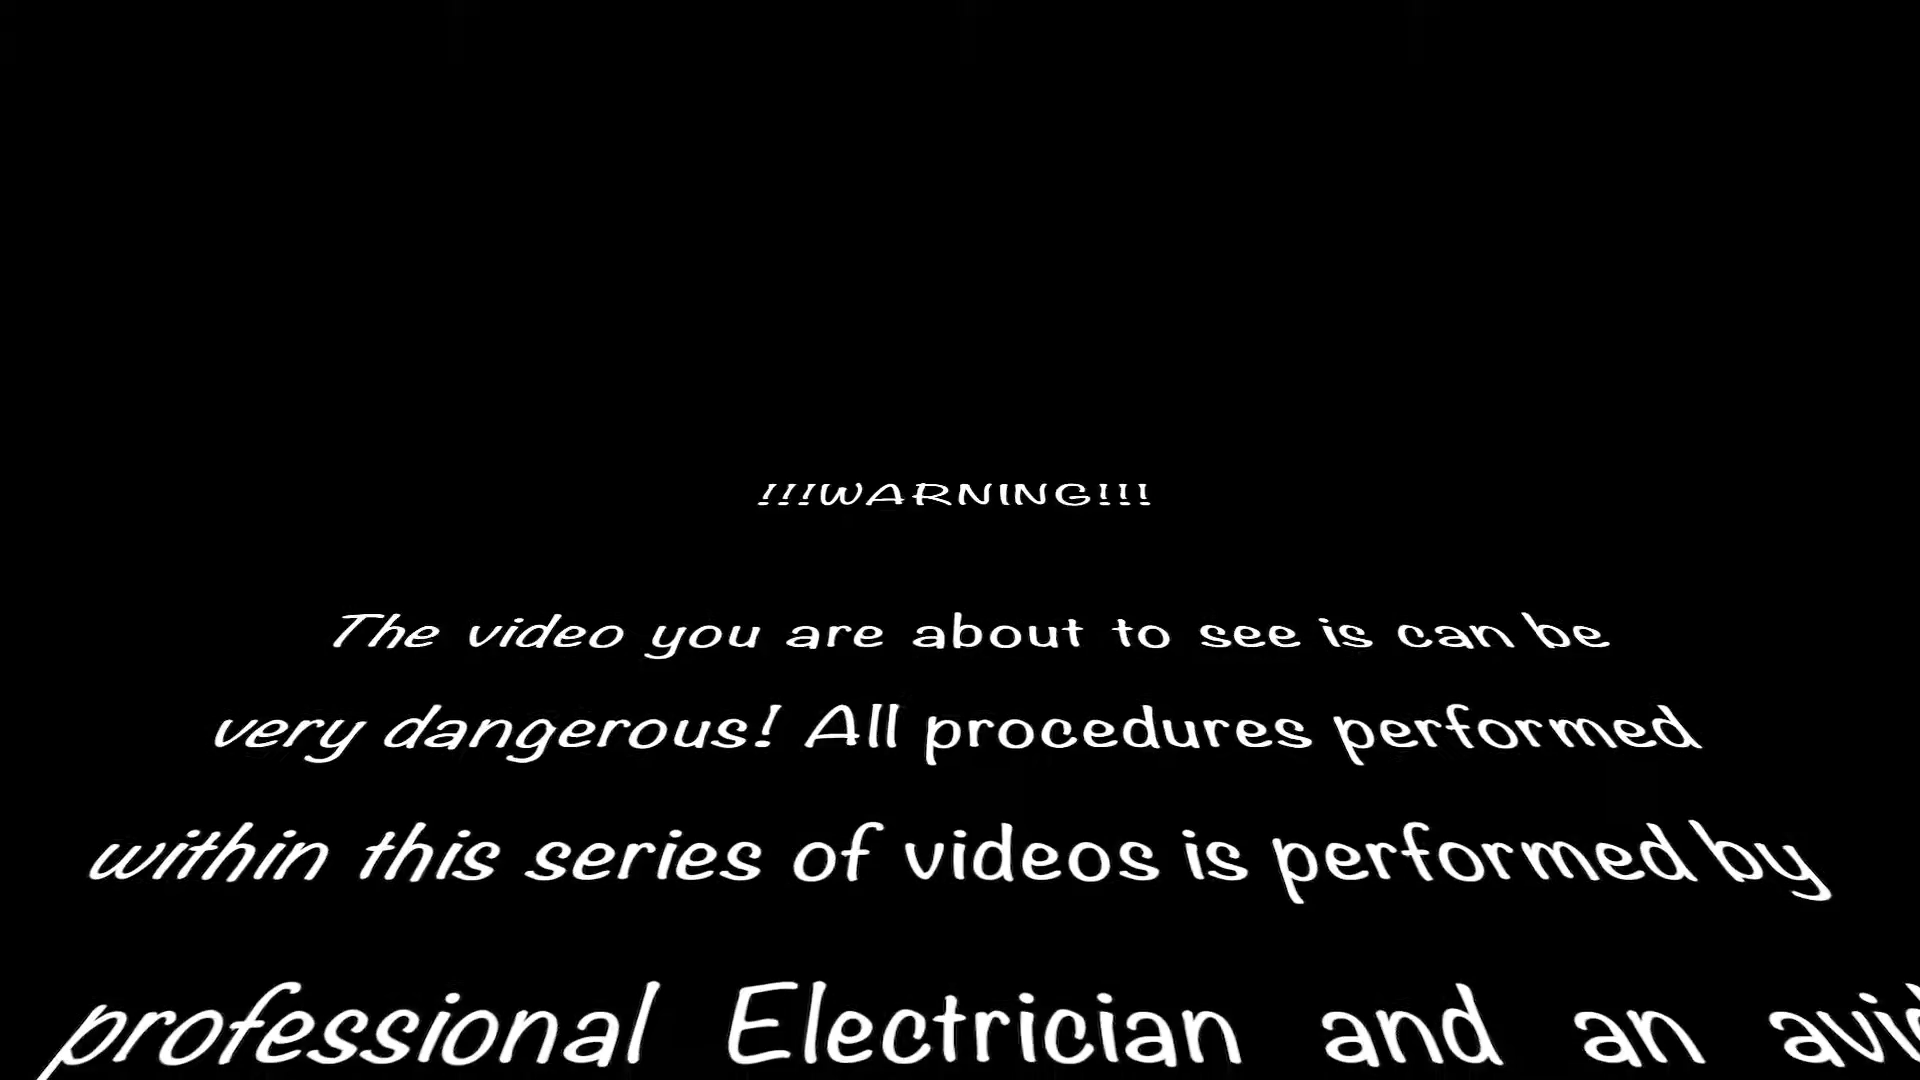 !!!WARNING!!!
The video you are about to see is can be
very dangerous! All procedures performed
within this series of videos is performed by
professional Electrician and an